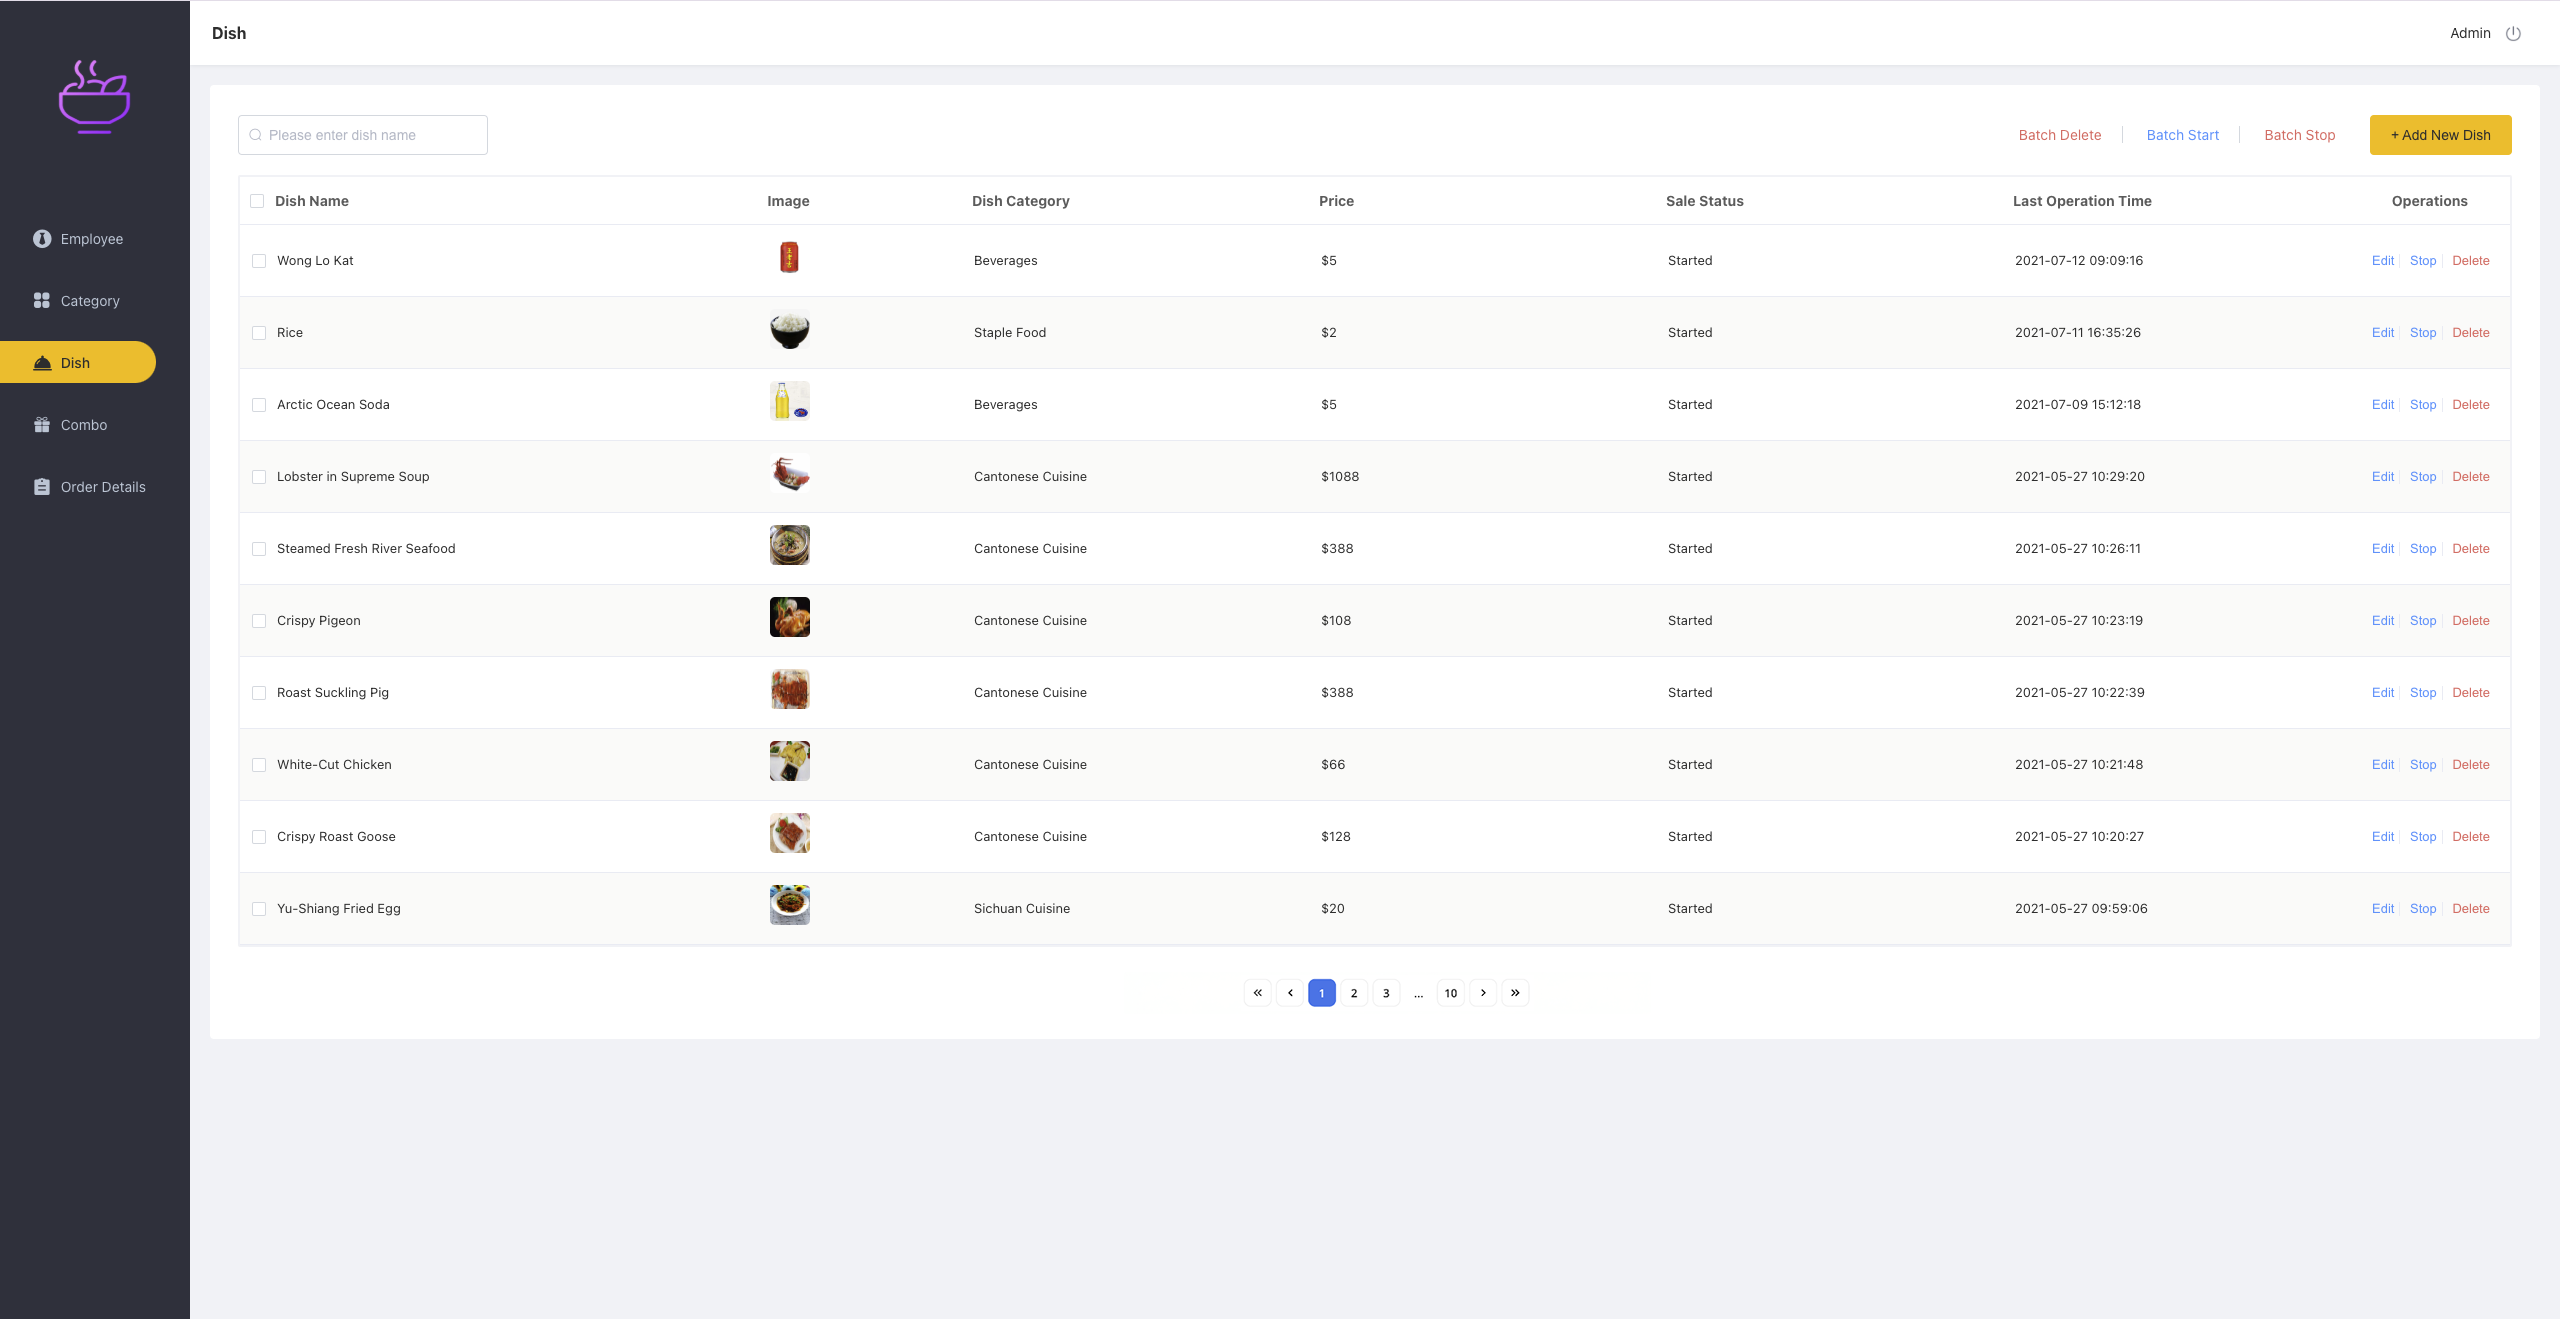 Dish
Admin
Employee
Category
Dish
Combo
Order Details
Please enter dish name
Batch Delete Batch Start Batch Stop + Add New Dish
Dish Name Image Dish Category Price Sale Status Last Operation Time Operations
Wong Lo Kat Beverages $5 Started 2021-07-12 09:09:16 Edit Stop Delete
Rice Staple Food $2 Started 2021-07-11 16:35:26 Edit Stop Delete
Arctic Ocean Soda Beverages $5 Started 2021-07-09 15:12:18 Edit Stop Delete
Lobster in Supreme Soup Cantonese Cuisine $1088 Started 2021-05-27 10:29:20 Edit Stop Delete
Steamed Fresh River Seafood Cantonese Cuisine $388 Started 2021-05-27 10:26:11 Edit Stop Delete
Crispy Pigeon Cantonese Cuisine $108 Started 2021-05-27 10:23:19 Edit Stop Delete
Roast Suckling Pig Cantonese Cuisine $388 Started 2021-05-27 10:22:39 Edit Stop Delete
White-Cut Chicken Cantonese Cuisine $66 Started 2021-05-27 10:21:48 Edit Stop Delete
Crispy Roast Goose Cantonese Cuisine $128 Started 2021-05-27 10:20:27 Edit Stop Delete
Yu-Shiang Fried Egg Sichuan Cuisine $20 Started 2021-05-27 09:59:06 Edit Stop Delete
« ‹ 1 2 3 ... 10 › »